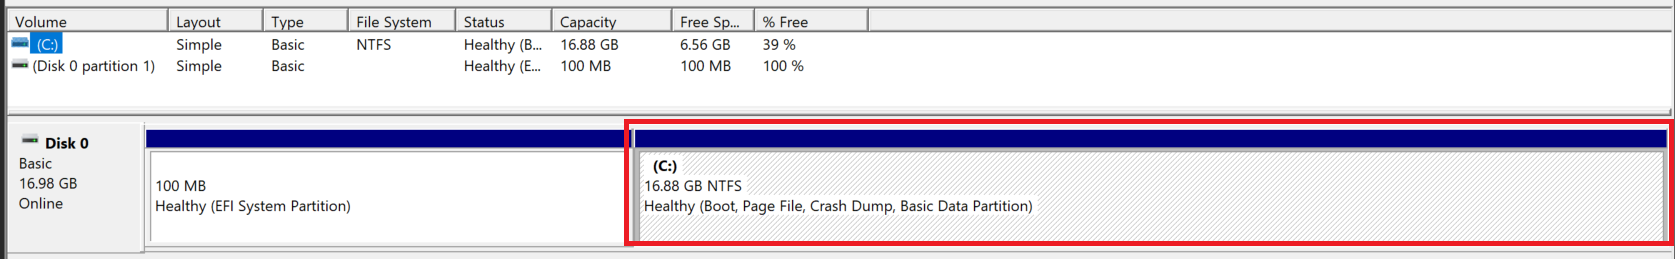 Volume Layout Type File System Status Capacity Free Sp... % Free
(C:) Simple Basic NTFS Healthy (B... 16.88 GB 6.56 GB 39 %
(Disk 0 partition 1) Simple Basic Healthy (E... 100 MB 100 MB 100 %
Disk 0
Basic
16.98 GB
Online
100 MB
Healthy (EFI System Partition)
(C:)
16.88 GB NTFS
Healthy (Boot, Page File, Crash Dump, Basic Data Partition)